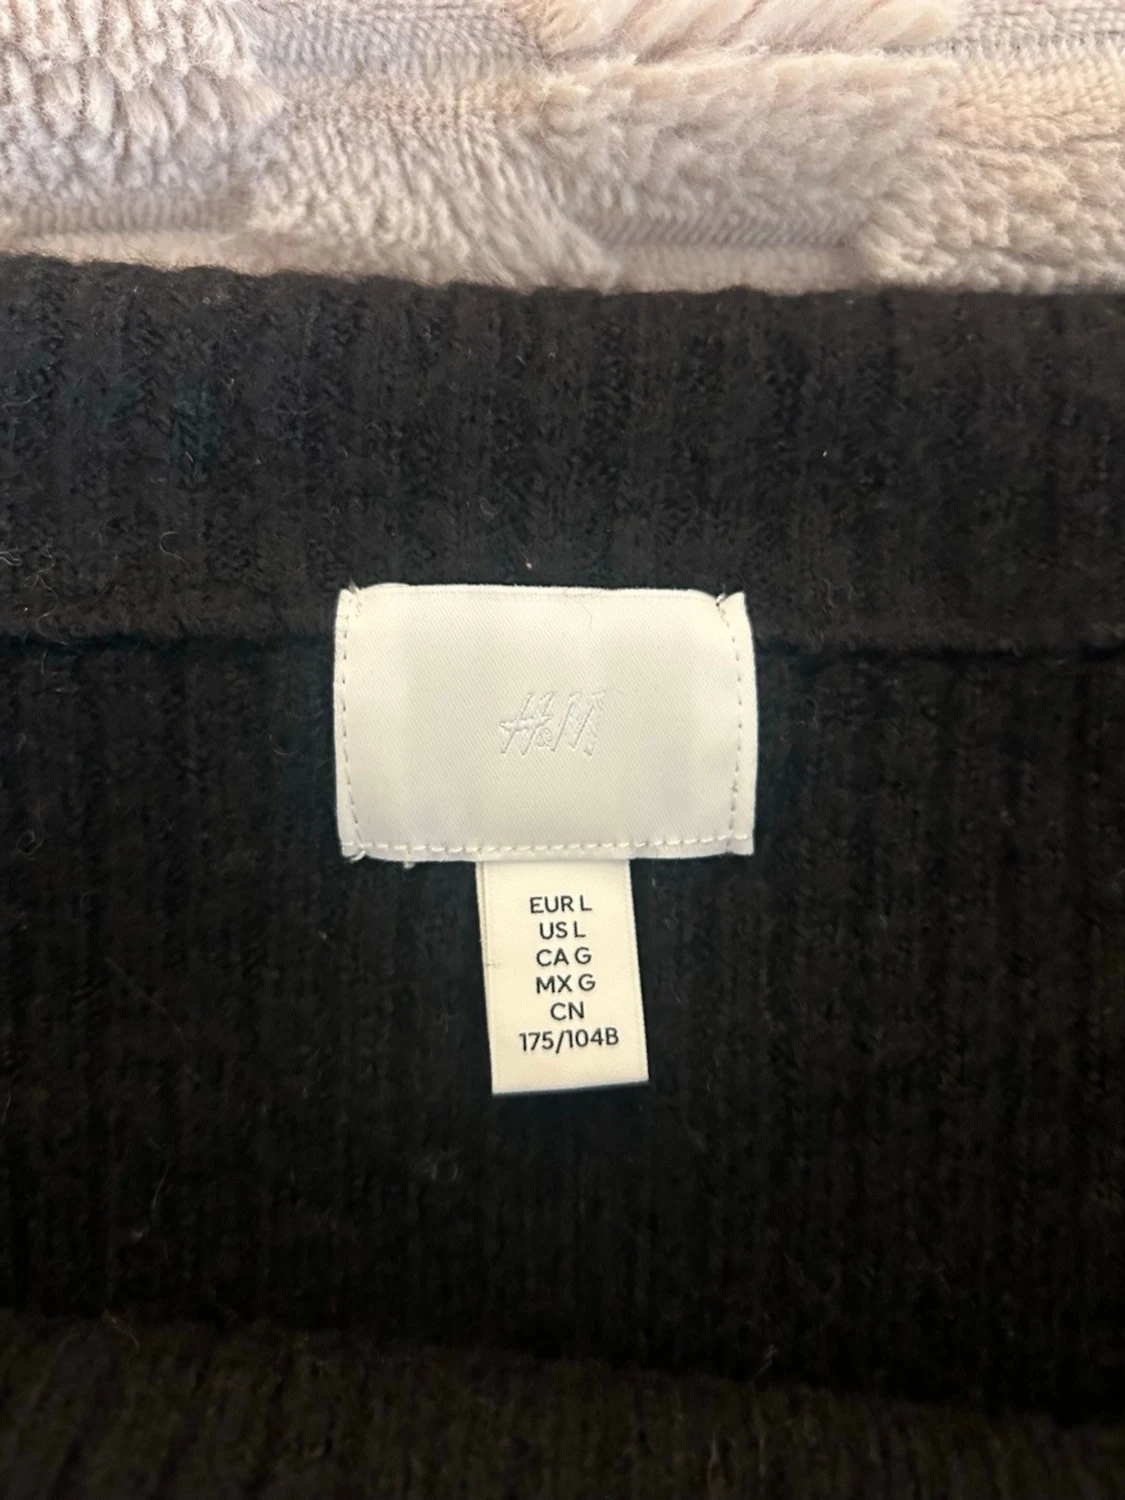 H&M
EUR L
US L
CA G
MX G
CN
175/104B